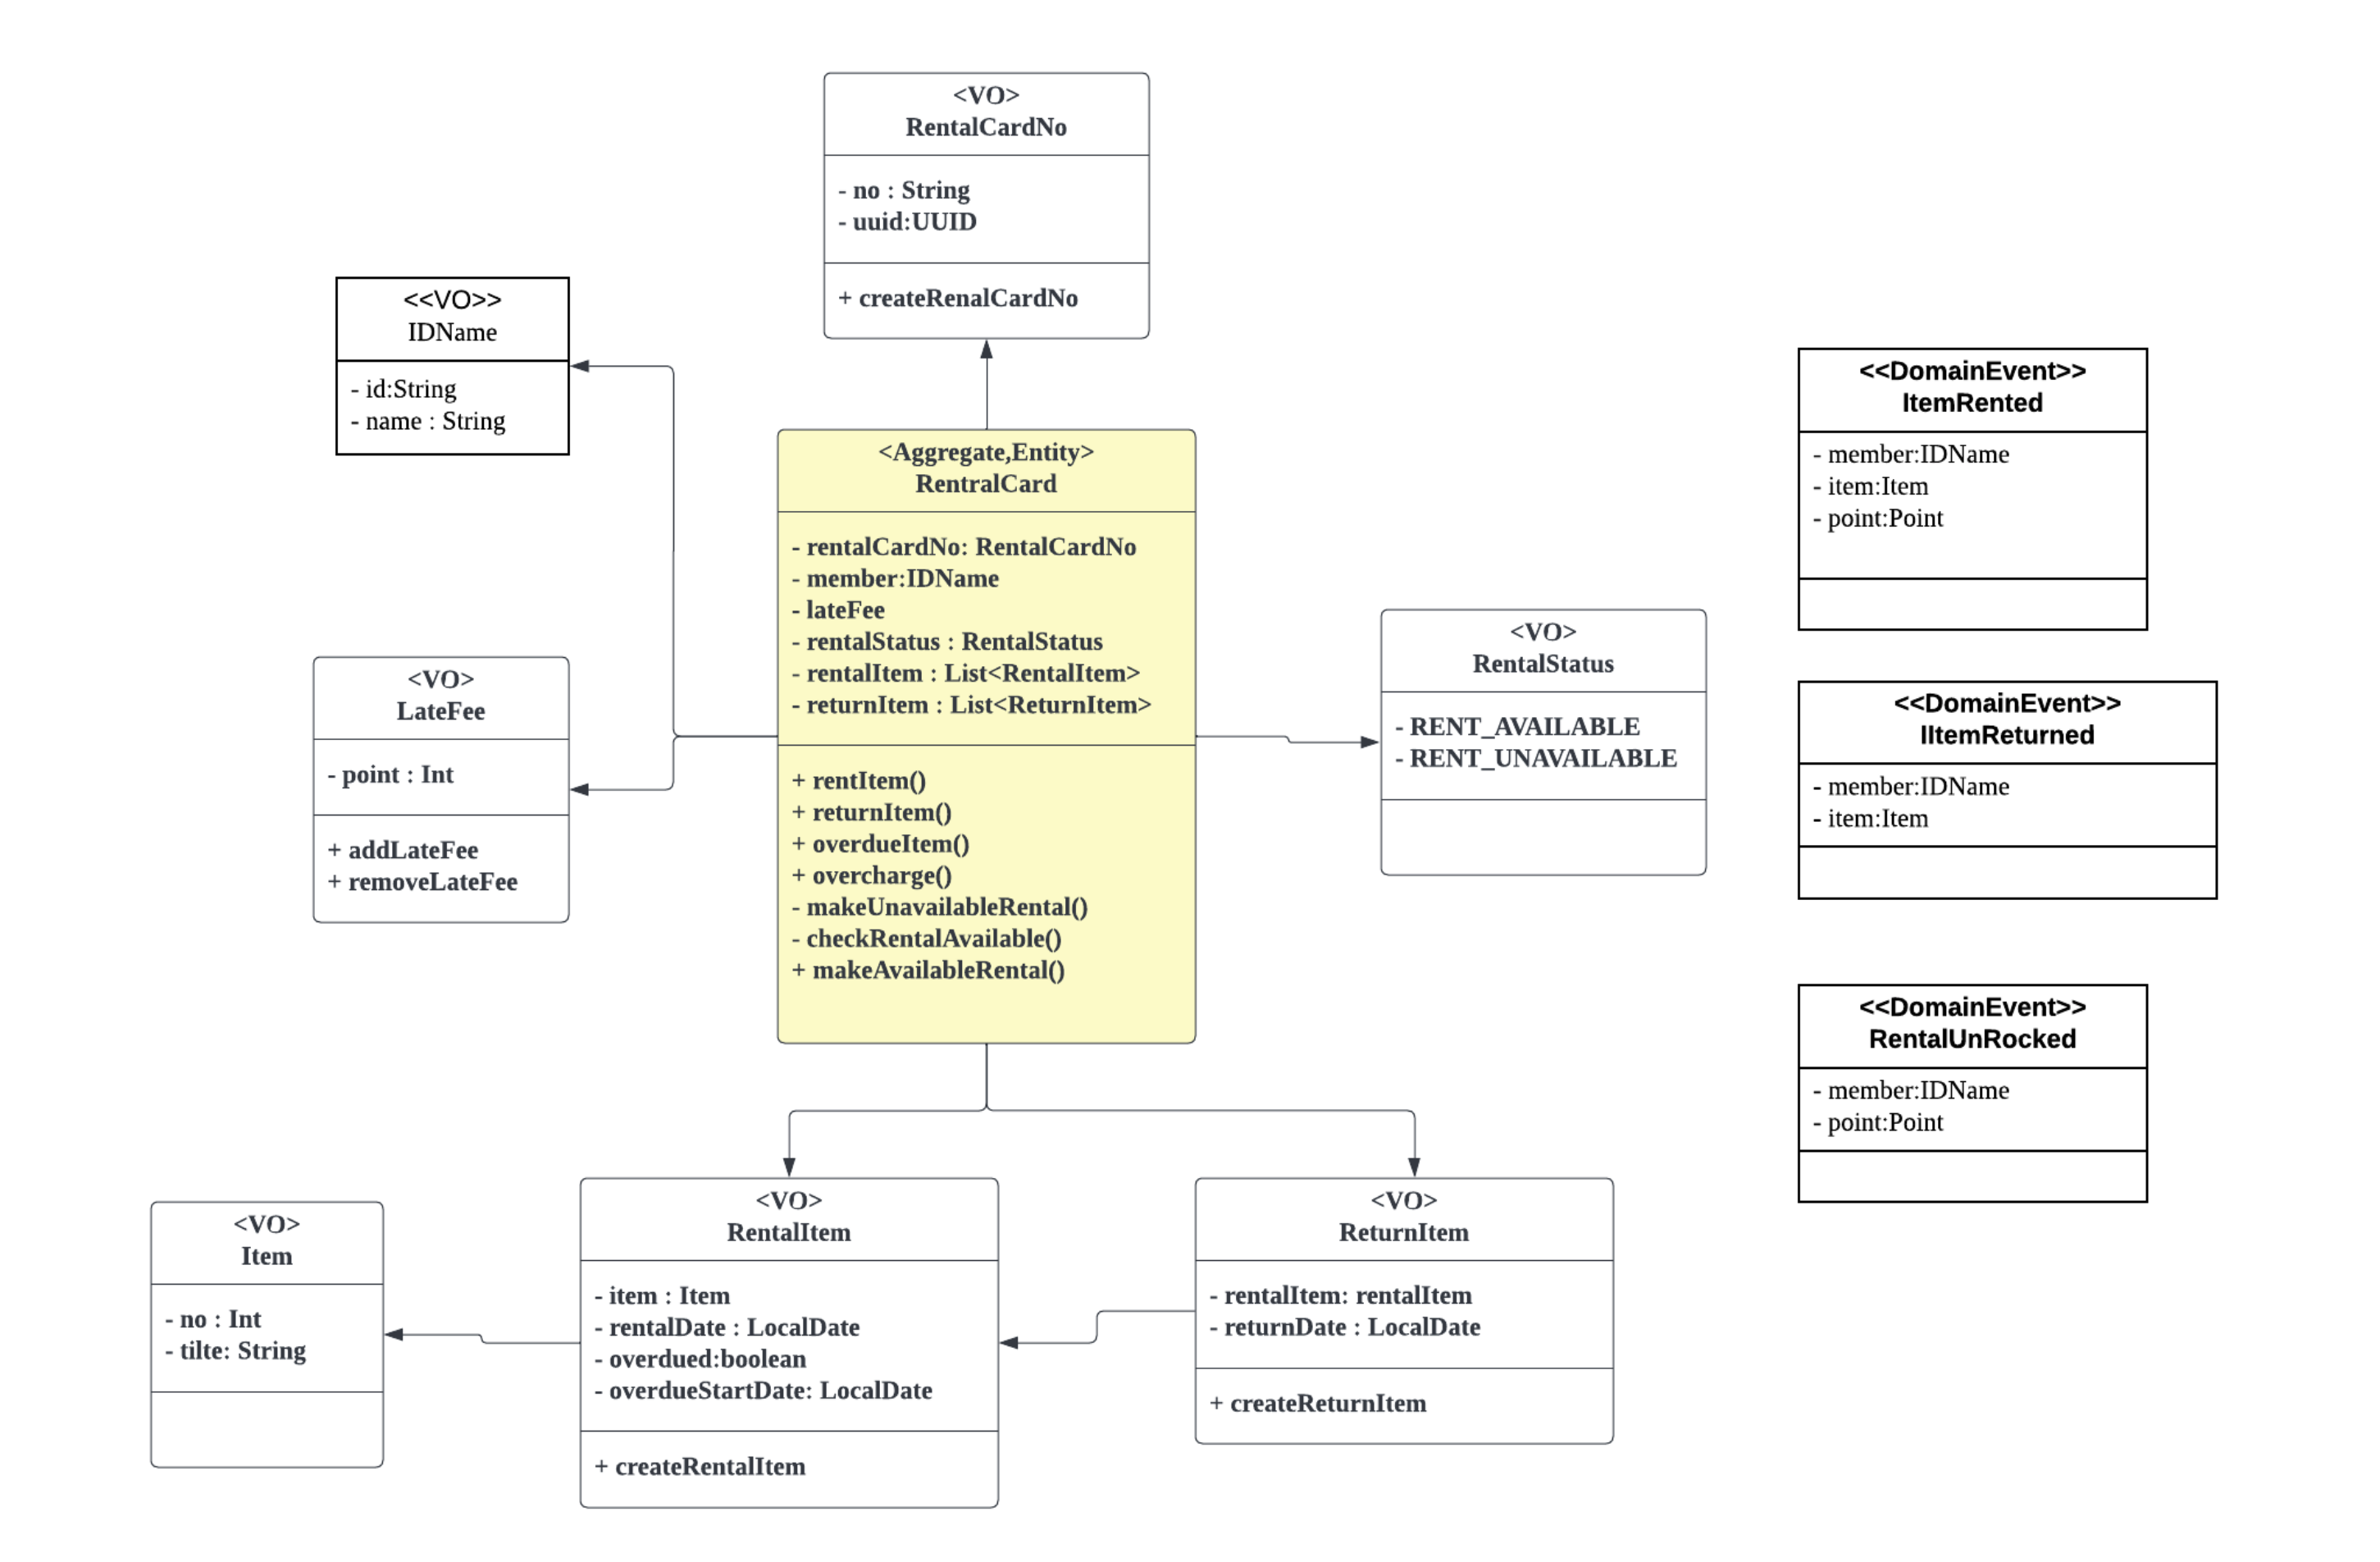 <VO>
RentalCardNo
- no : String
- uuid:UUID
+ createRenalCardNo
<<VO>>
IDName
- id:String
- name : String
<Aggregate,Entity>
RentralCard
- rentalCardNo: RentalCardNo
- member:IDName
- lateFee
- rentalStatus : RentalStatus
- rentalItem : List<RentalItem>
- returnItem : List<ReturnItem>
+ rentItem()
+ returnItem()
+ overdueItem()
+ overcharge()
- makeUnavailableRental()
- checkRentalAvailable()
+ makeAvailableRental()
<VO>
LateFee
- point : Int
+ addLateFee
+ removeLateFee
<VO>
RentalStatus
- RENT_AVAILABLE
- RENT_UNAVAILABLE
<<DomainEvent>>
ItemRented
- member:IDName
- item:Item
- point:Point
<<DomainEvent>>
IItemReturned
- member:IDName
- item:Item
<<DomainEvent>>
RentalUnRocked
- member:IDName
- point:Point
<VO>
Item
- no : Int
- tilte: String
<VO>
RentalItem
- item : Item
- rentalDate : LocalDate
- overdued:boolean
- overdueStartDate: LocalDate
+ createRentalItem
<VO>
ReturnItem
- rentalItem: rentalItem
- returnDate : LocalDate
+ createReturnItem